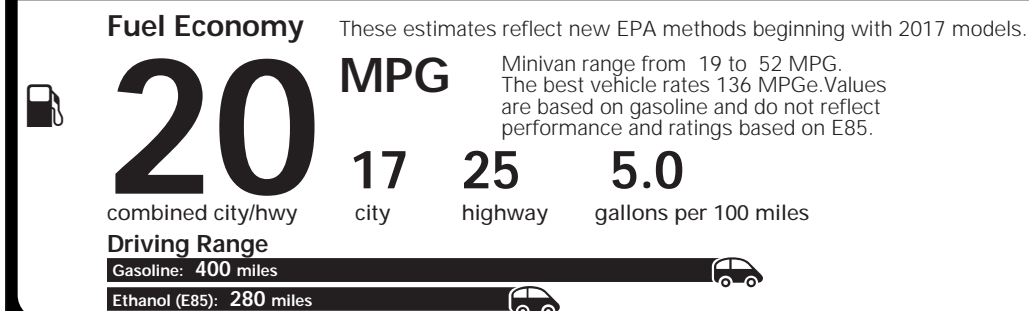 Fuel Economy These estimates reflect new EPA methods beginning with 2017 models.
20 MPG
Minivan range from 19 to 52 MPG.
The best vehicle rates 136 MPGe.Values
are based on gasoline and do not reflect
performance and ratings based on E85.
17 25 5.0
combined city/hwy city highway gallons per 100 miles
Driving Range
Gasoline: 400 miles
Ethanol (E85): 280 miles